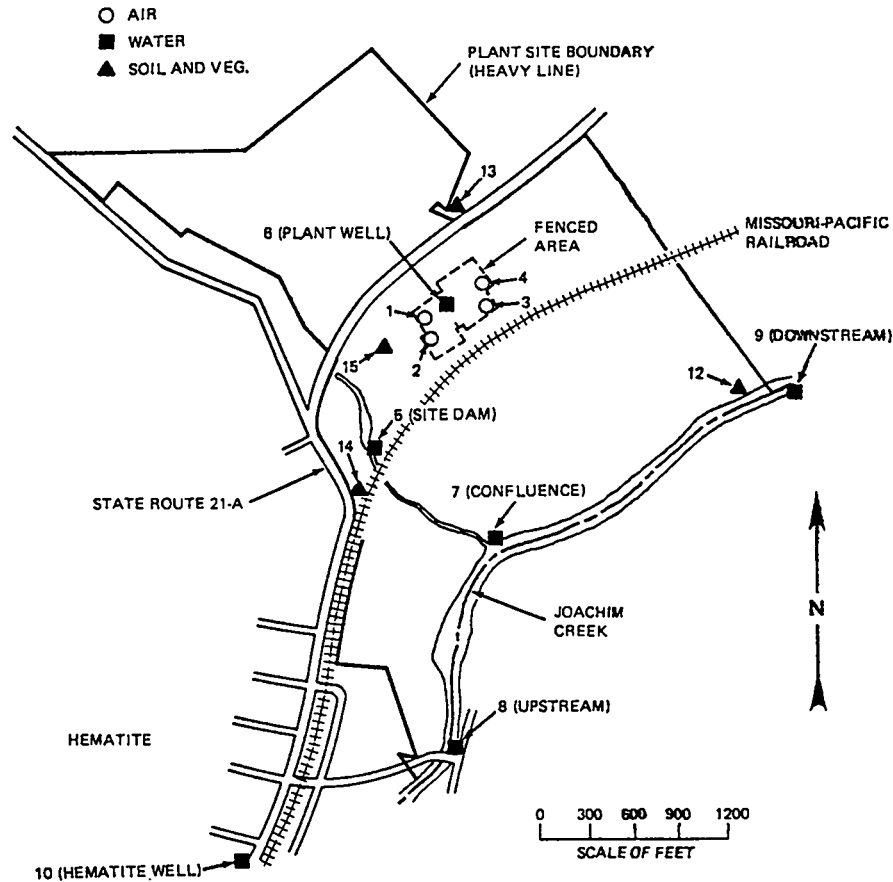 AIR
WATER
SOIL AND VEG.
PLANT SITE BOUNDARY
(HEAVY LINE)
13
6 (PLANT WELL)
FENCED
AREA
MISSOURI-PACIFIC
RAILROAD
4
3
1
2
15
9 (DOWNSTREAM)
12
5 (SITE DAM)
14
STATE ROUTE 21-A
7 (CONFLUENCE)
JOACHIM
CREEK
N
8 (UPSTREAM)
HEMATITE
0 300 600 900 1200
SCALE OF FEET
10 (HEMATITE WELL)